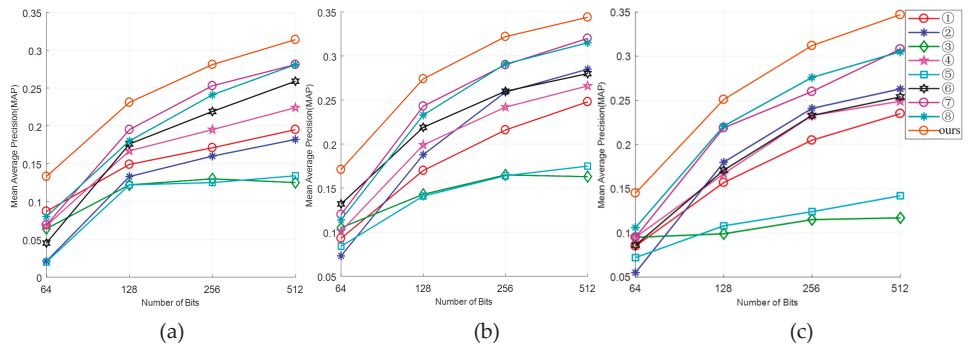 0.35
0.3
0.25
0.2
0.15
0.1
0.05
0
Mean Average Precision(MAP)
64 128 256 512
Number of Bits
(a)
0.35
0.3
0.25
0.2
0.15
0.1
0.05
Mean Average Precision(MAP)
64 128 256 512
Number of Bits
(b)
0.35
0.3
0.25
0.2
0.15
0.1
0.05
Mean Average Precision(MAP)
64 128 256 512
Number of Bits
(c)
①
②
③
④
⑤
⑥
⑦
⑧
ours